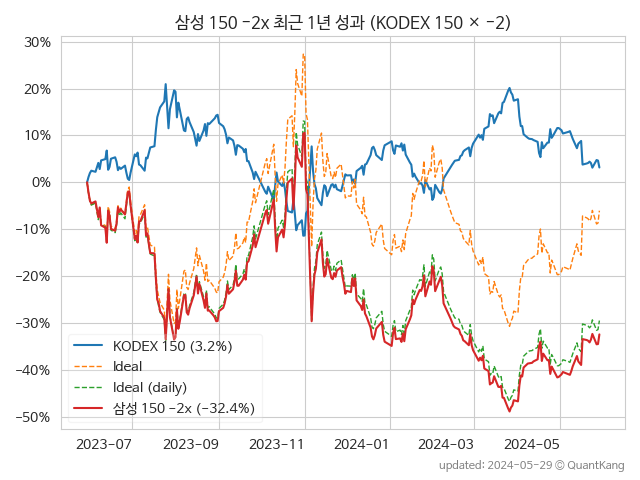 삼성 150 −2x 최근 1년 성과 (KODEX 150 × −2)
30%
20%
10%
0%
−10%
−20%
−30%
−40%
−50%
KODEX 150 (3.2%)
Ideal
Ideal (daily)
삼성 150 −2x (−32.4%)
2023−07
2023−09
2023−11
2024−01
2024−03
2024−05
updated: 2024−05−29 © QuantKang